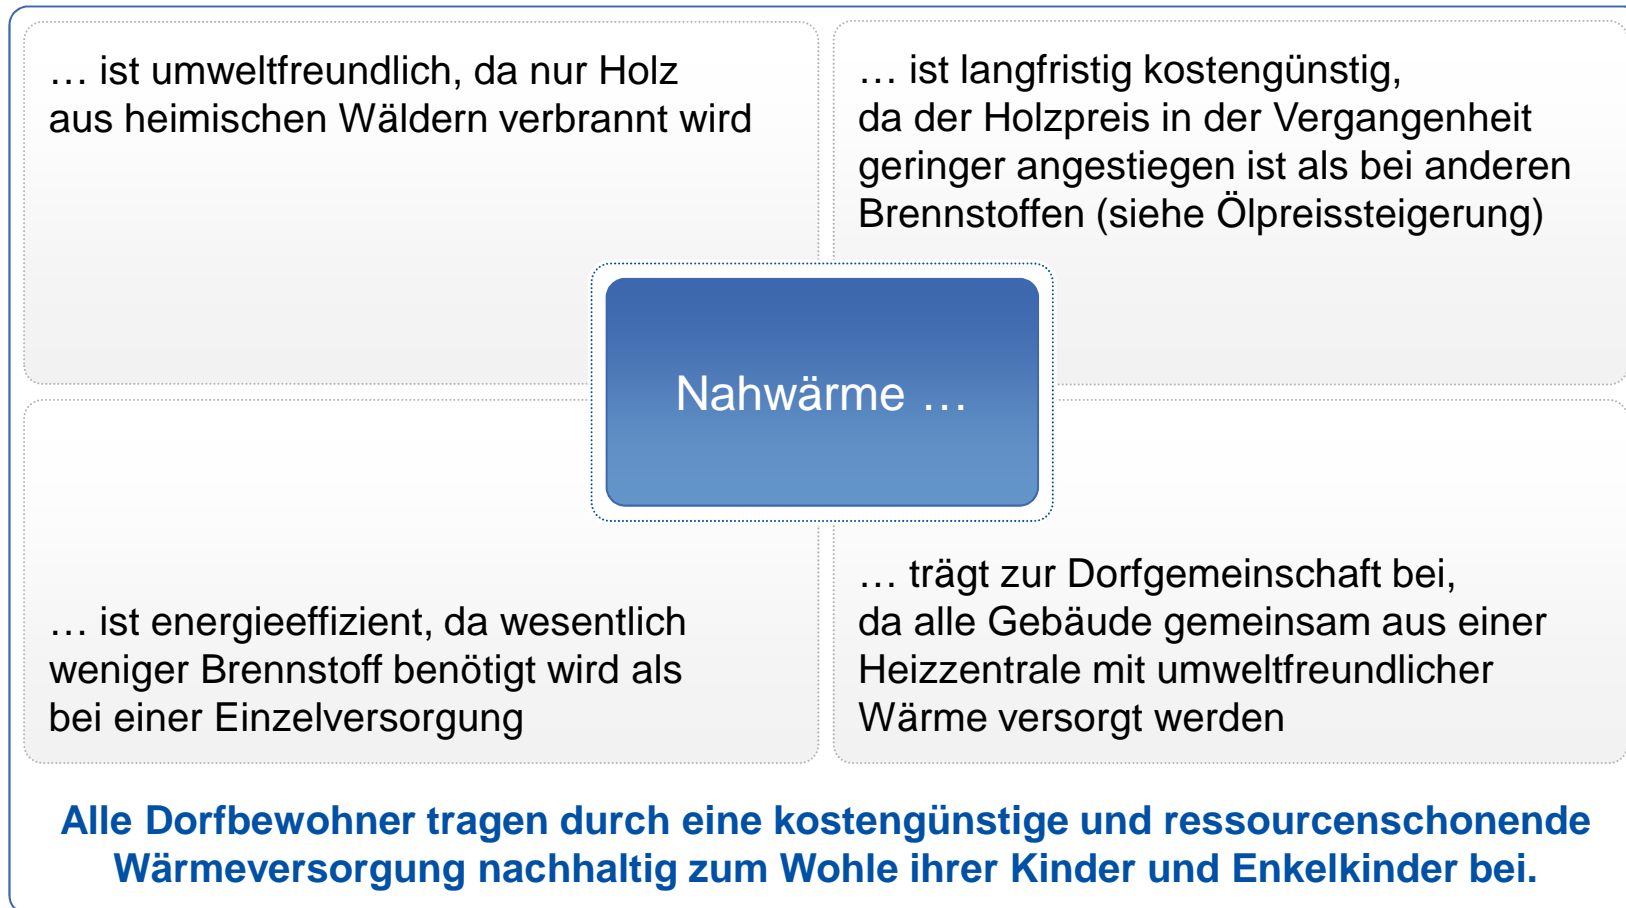 … ist umweltfreundlich, da nur Holz
aus heimischen Wäldern verbrannt wird
… ist langfristig kostengünstig,
da der Holzpreis in der Vergangenheit
geringer angestiegen ist als bei anderen
Brennstoffen (siehe Ölpreissteigerung)
Nahwärme …
… ist energieeffizient, da wesentlich
weniger Brennstoff benötigt wird als
bei einer Einzelversorgung
… trägt zur Dorfgemeinschaft bei,
da alle Gebäude gemeinsam aus einer
Heizzentrale mit umweltfreundlicher
Wärme versorgt werden
Alle Dorfbewohner tragen durch eine kostengünstige und ressourcenschonende
Wärmeversorgung nachhaltig zum Wohle ihrer Kinder und Enkelkinder bei.